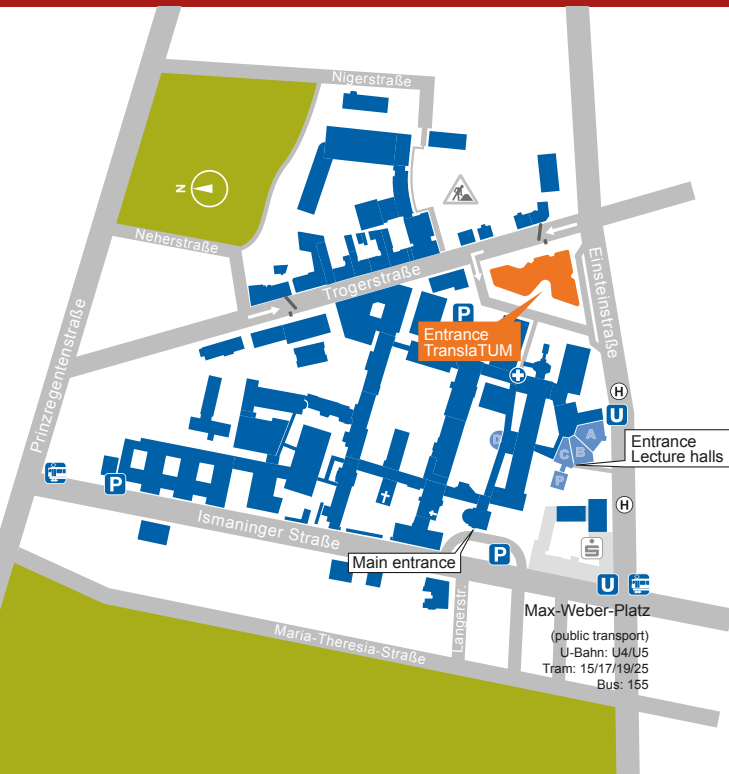 Nigerstraße
N
Neherstraße
Trogerstraße
Einsteinstraße
Prinzregentenstraße
P
Entrance
TranslaTUM
H
U
A
Entrance
Lecture halls
D
C
B
P
P
Ismaninger Straße
H
Main entrance
P
S
U
Langerstr.
Max-Weber-Platz
(public transport)
U-Bahn: U4/U5
Tram: 15/17/19/25
Bus: 155
Maria-Theresia-Straße